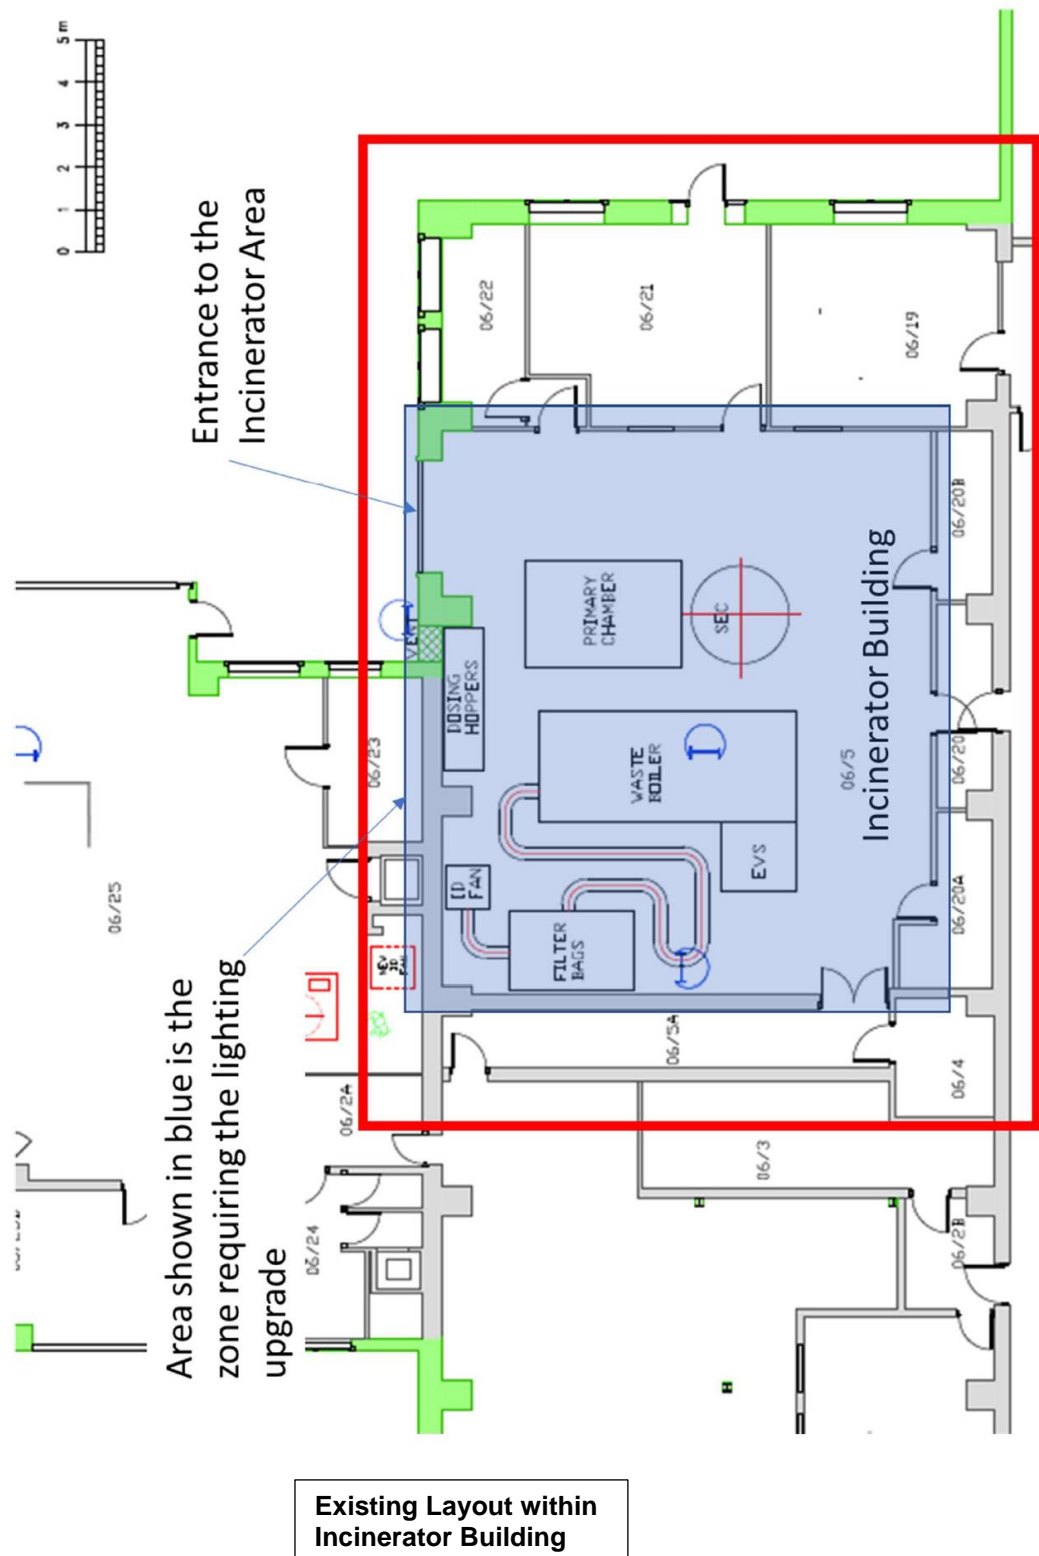 0 1 2 3 4 5 m
Entrance to the
Incinerator Area
06/22
06/21
06/19
VENT
DOSING
HOPPERS
PRIMARY
CHAMBER
SEC
06/20B
Incinerator Building
06/23
WASTE
BOILER
06/5
06/20
06/25
ID
FAN
EVS
06/20A
FILTER
BAGS
FAN
Area shown in blue is the
zone requiring the lighting
upgrade
06/2A
06/5A
06/4
06/24
06/3
06/2B
Existing Layout within
Incinerator Building